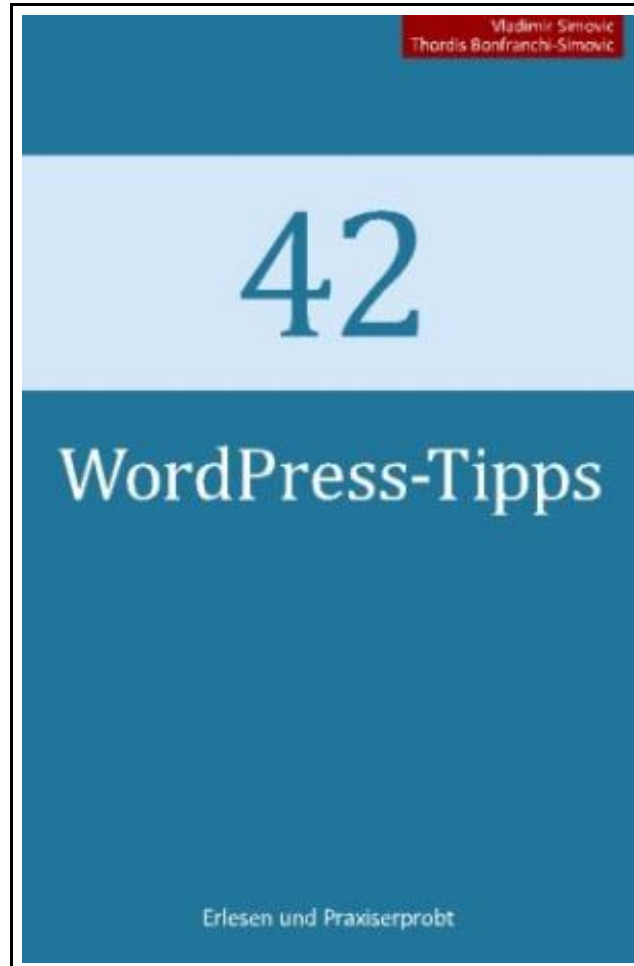 Vladimir Simovic
Thordis Bonfranchi-Simovic
42
WordPress-Tipps
Erlesen und Praxiserprobt